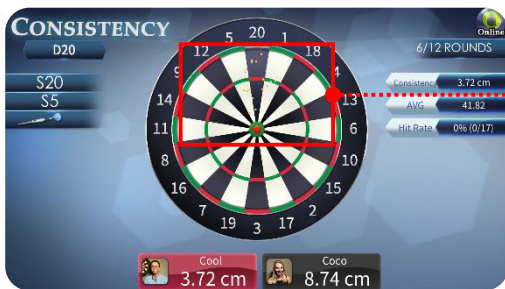 CONSISTENCY
D20
S20
S5
5 20 1
12 18
9 4
14 13
11 6
8 10
16 15
7 2
19 3 17
Online
6/12 ROUNDS
Consistency 3.72 cm
AVG 41.82
Hit Rate 0% (0/17)
Cool
3.72 cm
Coco
8.74 cm